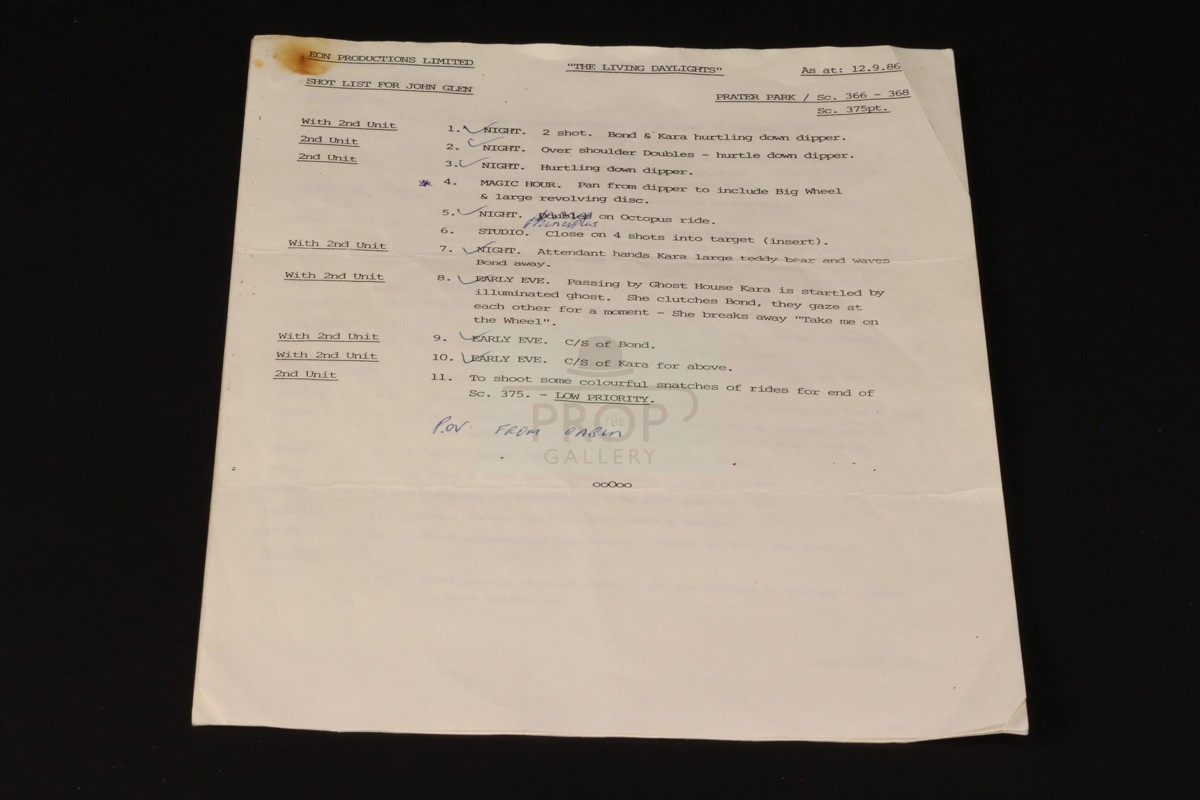 EON PRODUCTIONS LIMITED "THE LIVING DAYLIGHTS" As at: 12.9.86
SHOT LIST FOR JOHN GLEN
PRATER PARK / Sc. 366 - 368
Sc. 375pt.
With 2nd Unit 1. NIGHT. 2 shot. Bond & Kara hurtling down dipper.
2nd Unit 2. NIGHT. Over shoulder Doubles - hurtle down dipper.
2nd Unit 3. NIGHT. Hurtling down dipper.
* 4. MAGIC HOUR. Pan from dipper to include Big Wheel
& large revolving disc.
5. NIGHT. Doubles on Octopus ride.
principles
6. STUDIO. Close on 4 shots into target (insert).
With 2nd Unit 7. NIGHT. Attendant hands Kara large teddy bear and waves
Bond away.
With 2nd Unit 8. EARLY EVE. Passing by Ghost House Kara is startled by
illuminated ghost. She clutches Bond, they gaze at
each other for a moment - She breaks away "Take me on
the Wheel".
With 2nd Unit 9. EARLY EVE. C/S of Bond.
With 2nd Unit 10. EARLY EVE. C/S of Kara for above.
2nd Unit 11. To shoot some colourful snatches of rides for end of
Sc. 375. - LOW PRIORITY.
P.O.V FROM CABIN
THE
PROP
GALLERY
ooOoo